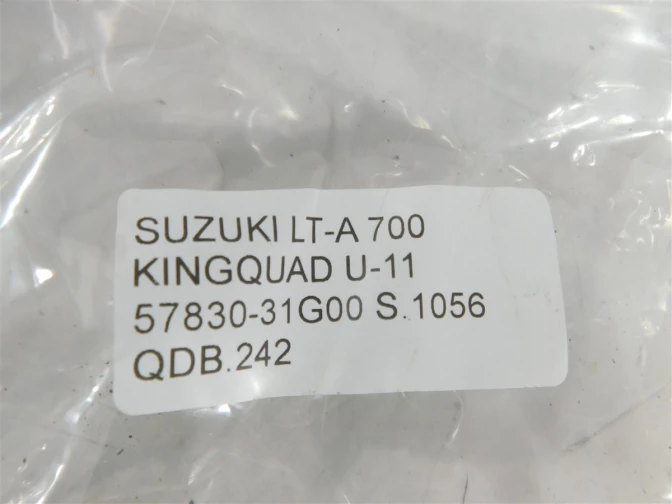 SUZUKI LT-A 700
KINGQUAD U-11
57830-31G00 S.1056
QDB.242